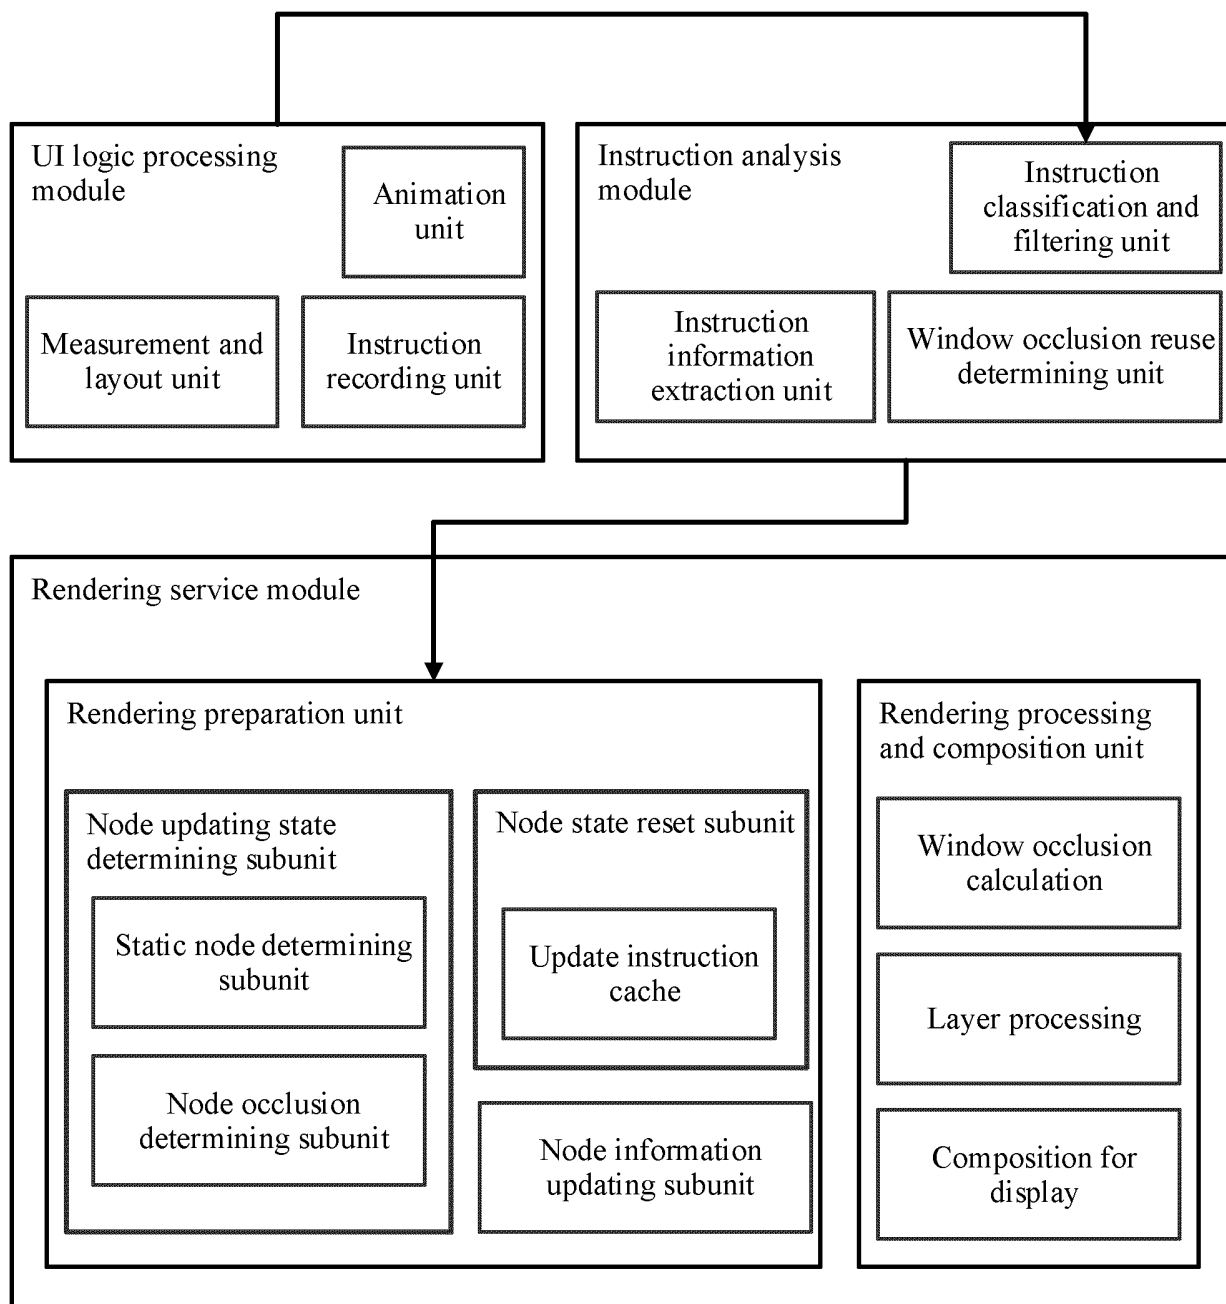 UI logic processing
module
Animation
unit
Measurement and
layout unit
Instruction
recording unit
Instruction analysis
module
Instruction
classification and
filtering unit
Instruction
information
extraction unit
Window occlusion reuse
determining unit
Rendering service module
Rendering preparation unit
Node updating state
determining subunit
Static node determining
subunit
Node occlusion
determining subunit
Node state reset subunit
Update instruction
cache
Node information
updating subunit
Rendering processing
and composition unit
Window occlusion
calculation
Layer processing
Composition for
display